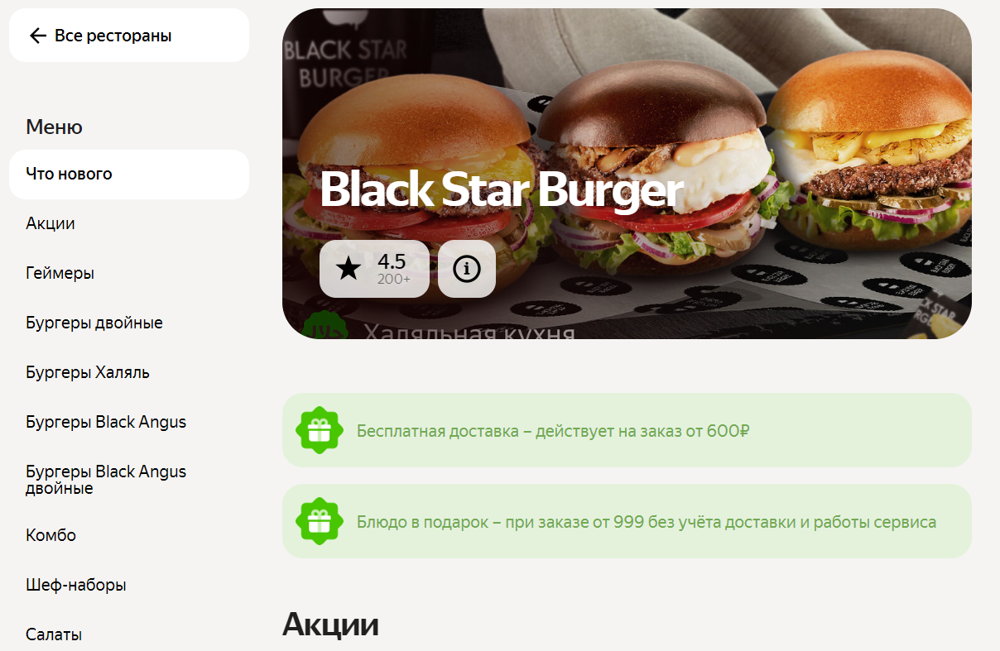 Все рестораны
Меню
Что нового
Акции
Геймеры
Бургеры двойные
Бургеры Халяль
Бургеры Black Angus
Бургеры Black Angus
двойные
Комбо
Шеф-наборы
Салаты
BLACK STAR
BURGER
Black Star Burger
4.5
200+
Халяльная кухня
Бесплатная доставка – действует на заказ от 600₽
Блюдо в подарок – при заказе от 999 без учёта доставки и работы сервиса
Акции